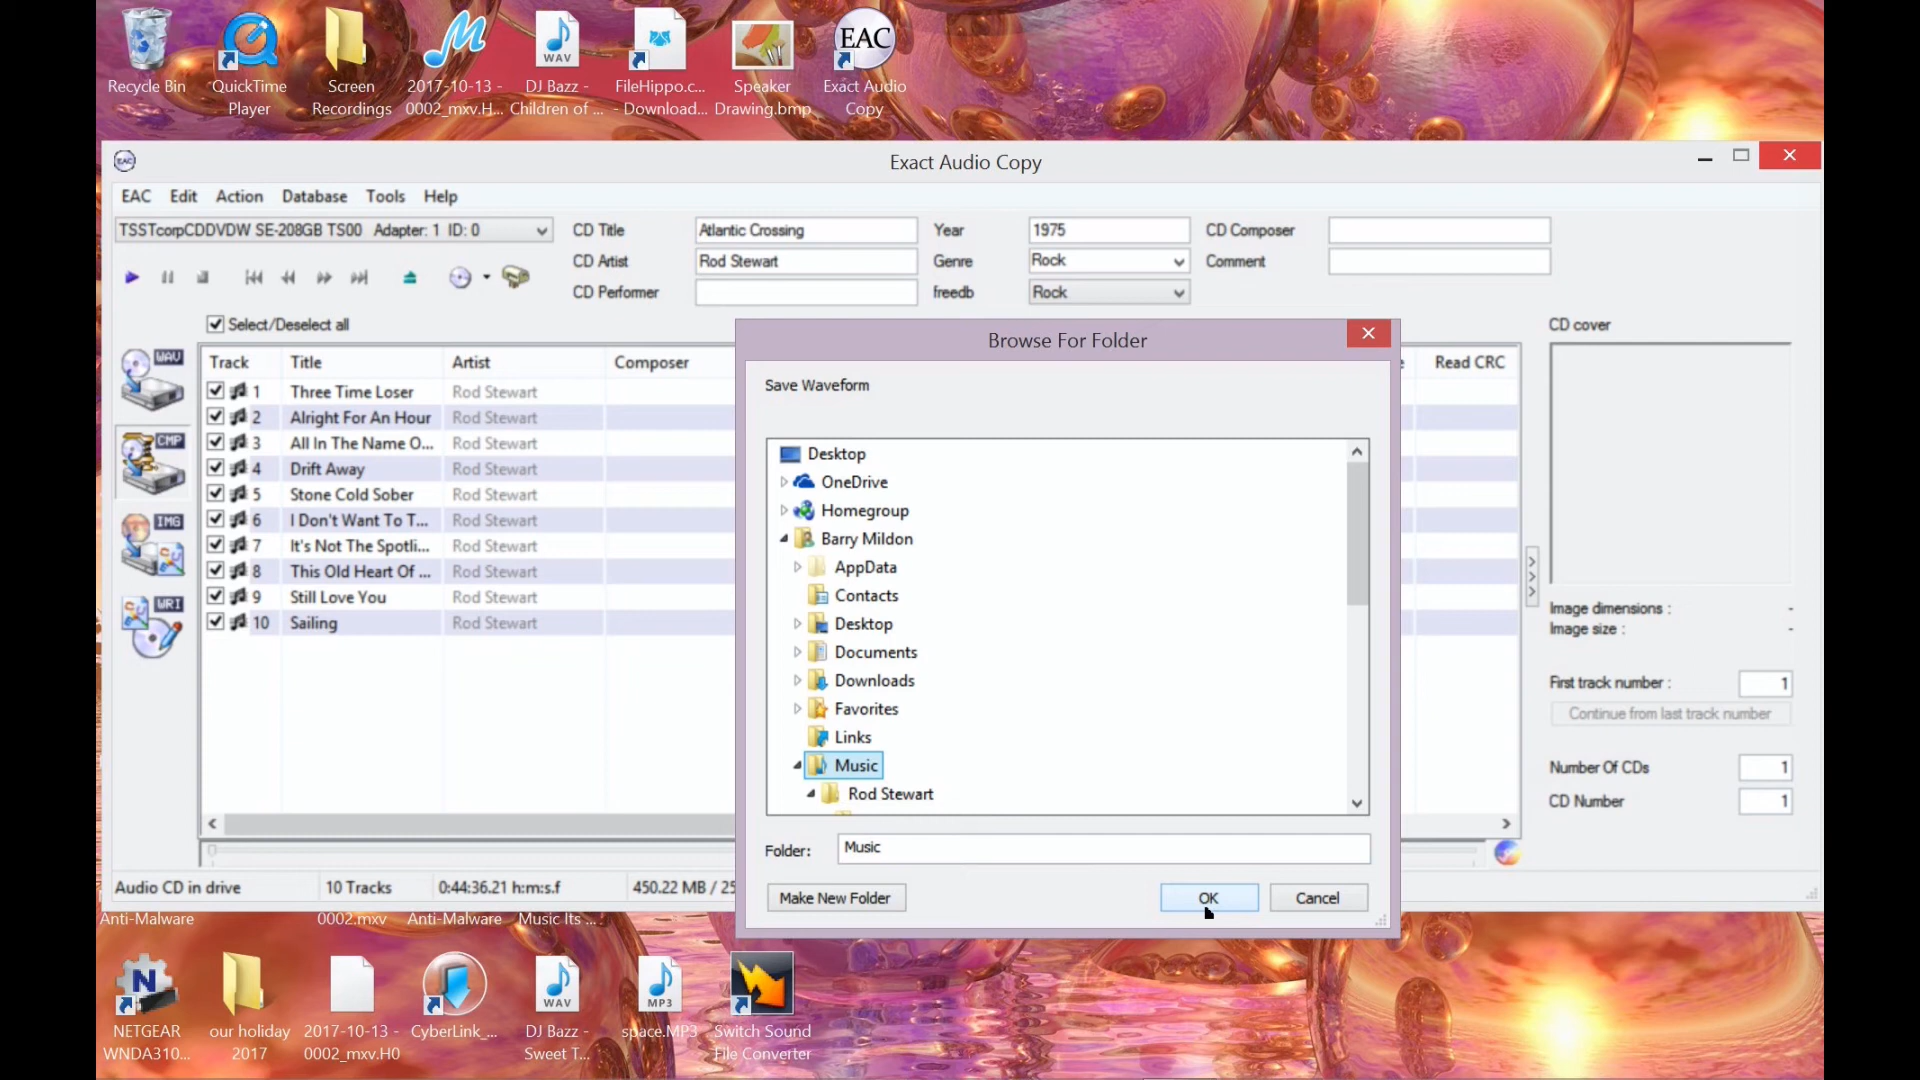 Recycle Bin
QuickTime Player
Screen Recordings
2017-10-13 - 0002_mxv.H...
WAV
DJ Bazz - Children of ...
FileHippo.c... - Download...
Speaker Drawing.bmp
EAC
Exact Audio Copy
Exact Audio Copy
EAC Edit Action Database Tools Help
TSSTcorpCDDVDW SE-208GB TS00 Adapter: 1 ID: 0
CD Title Atlantic Crossing Year 1975 CD Composer
CD Artist Rod Stewart Genre Rock Comment
CD Performer freedb Rock
Select/Deselect all
CD cover
WAV
CMP
IMG
WRI
Track Title Artist Composer Read CRC
1 Three Time Loser Rod Stewart
2 Alright For An Hour Rod Stewart
3 All In The Name O... Rod Stewart
4 Drift Away Rod Stewart
5 Stone Cold Sober Rod Stewart
6 I Don't Want To T... Rod Stewart
7 It's Not The Spotli... Rod Stewart
8 This Old Heart Of ... Rod Stewart
9 Still Love You Rod Stewart
10 Sailing Rod Stewart
Browse For Folder
Save Waveform
Desktop
OneDrive
Homegroup
Barry Mildon
AppData
Contacts
Desktop
Documents
Downloads
Favorites
Links
Music
Rod Stewart
Folder: Music
Make New Folder OK Cancel
Image dimensions : -
Image size : -
First track number : 1
Continue from last track number
Number Of CDs 1
CD Number 1
Audio CD in drive 10 Tracks 0:44:36.21 h:m:s.f 450.22 MB / 25
Anti-Malware 0002.mxv Anti-Malware Music Its ...
N
NETGEAR WNDA310...
our holiday 2017
2017-10-13 - 0002_mxv.H0
CyberLink_...
WAV
DJ Bazz - Sweet T...
MP3
space.MP3
Switch Sound File Converter